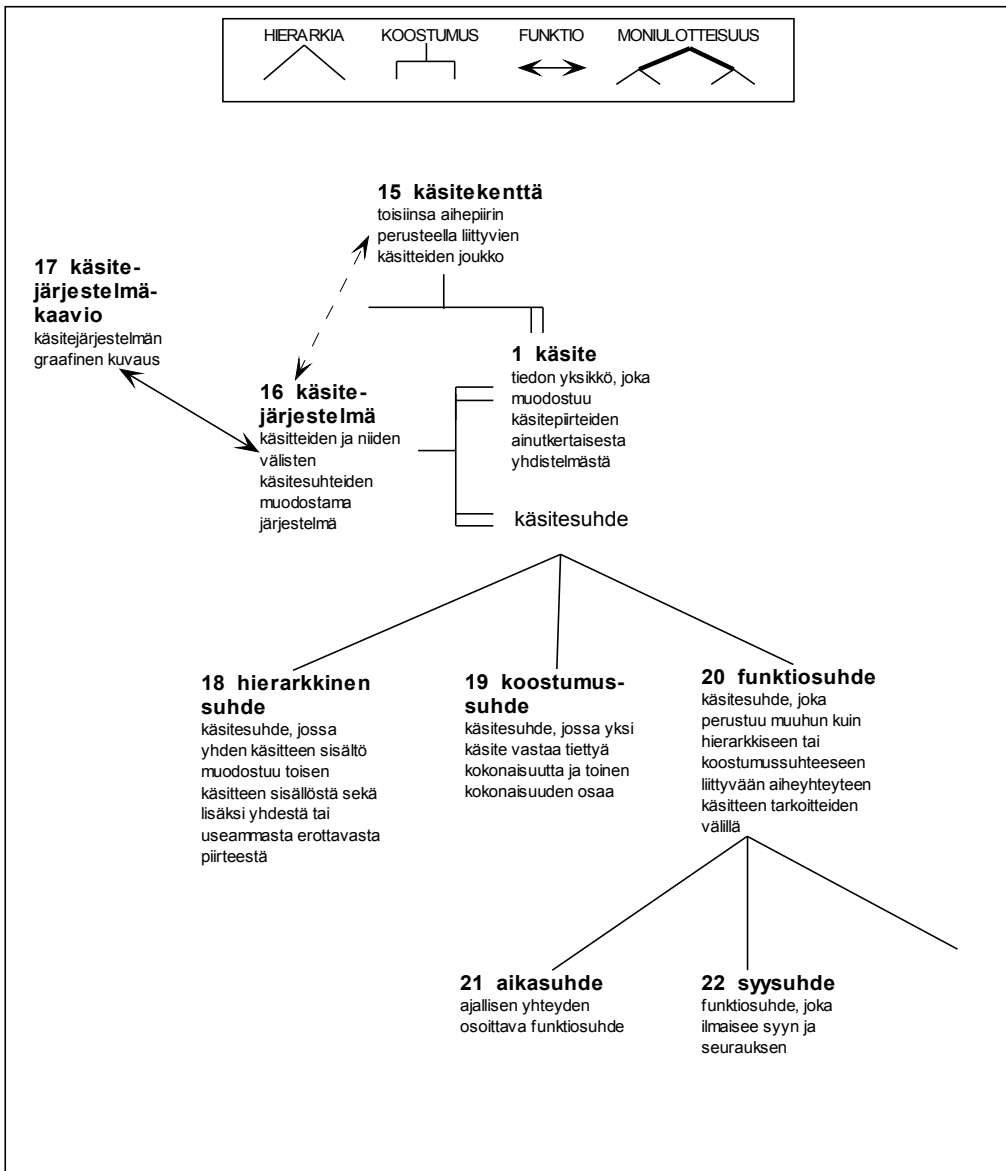 HIERARKIA KOOSTUMUS FUNKTIO MONIULOTTEISUUS
15 käsitekenttä
toisiinsa aihepiirin
perusteella liittyvien
käsitteiden joukko
17 käsite-
järjestelmä-
kaavio
käsitejärjestelmän
graafinen kuvaus
1 käsite
tiedon yksikkö, joka
muodostuu
käsitepiirteiden
ainutkertaisesta
yhdistelmästä
16 käsite-
järjestelmä
käsitteiden ja niiden
välisten
käsitesuhteiden
muodostama
järjestelmä
käsitesuhde
18 hierarkkinen
suhde
käsitesuhde, jossa
yhden käsitteen sisältö
muodostuu toisen
käsitteen sisällöstä sekä
lisäksi yhdestä tai
useammasta erottavasta
piirteestä
19 koostumus-
suhde
käsitesuhde, jossa yksi
käsite vastaa tiettyä
kokonaisuutta ja toinen
kokonaisuuden osaa
20 funktiosuhde
käsitesuhde, joka
perustuu muuhun kuin
hierarkkiseen tai
koostumussuhteeseen
liittyvään aiheyhteyteen
käsitteen tarkoitteiden
välillä
21 aikasuhde
ajallisen yhteyden
osoittava funktiosuhde
22 syysuhde
funktiosuhde, joka
ilmaisee syyn ja
seurauksen